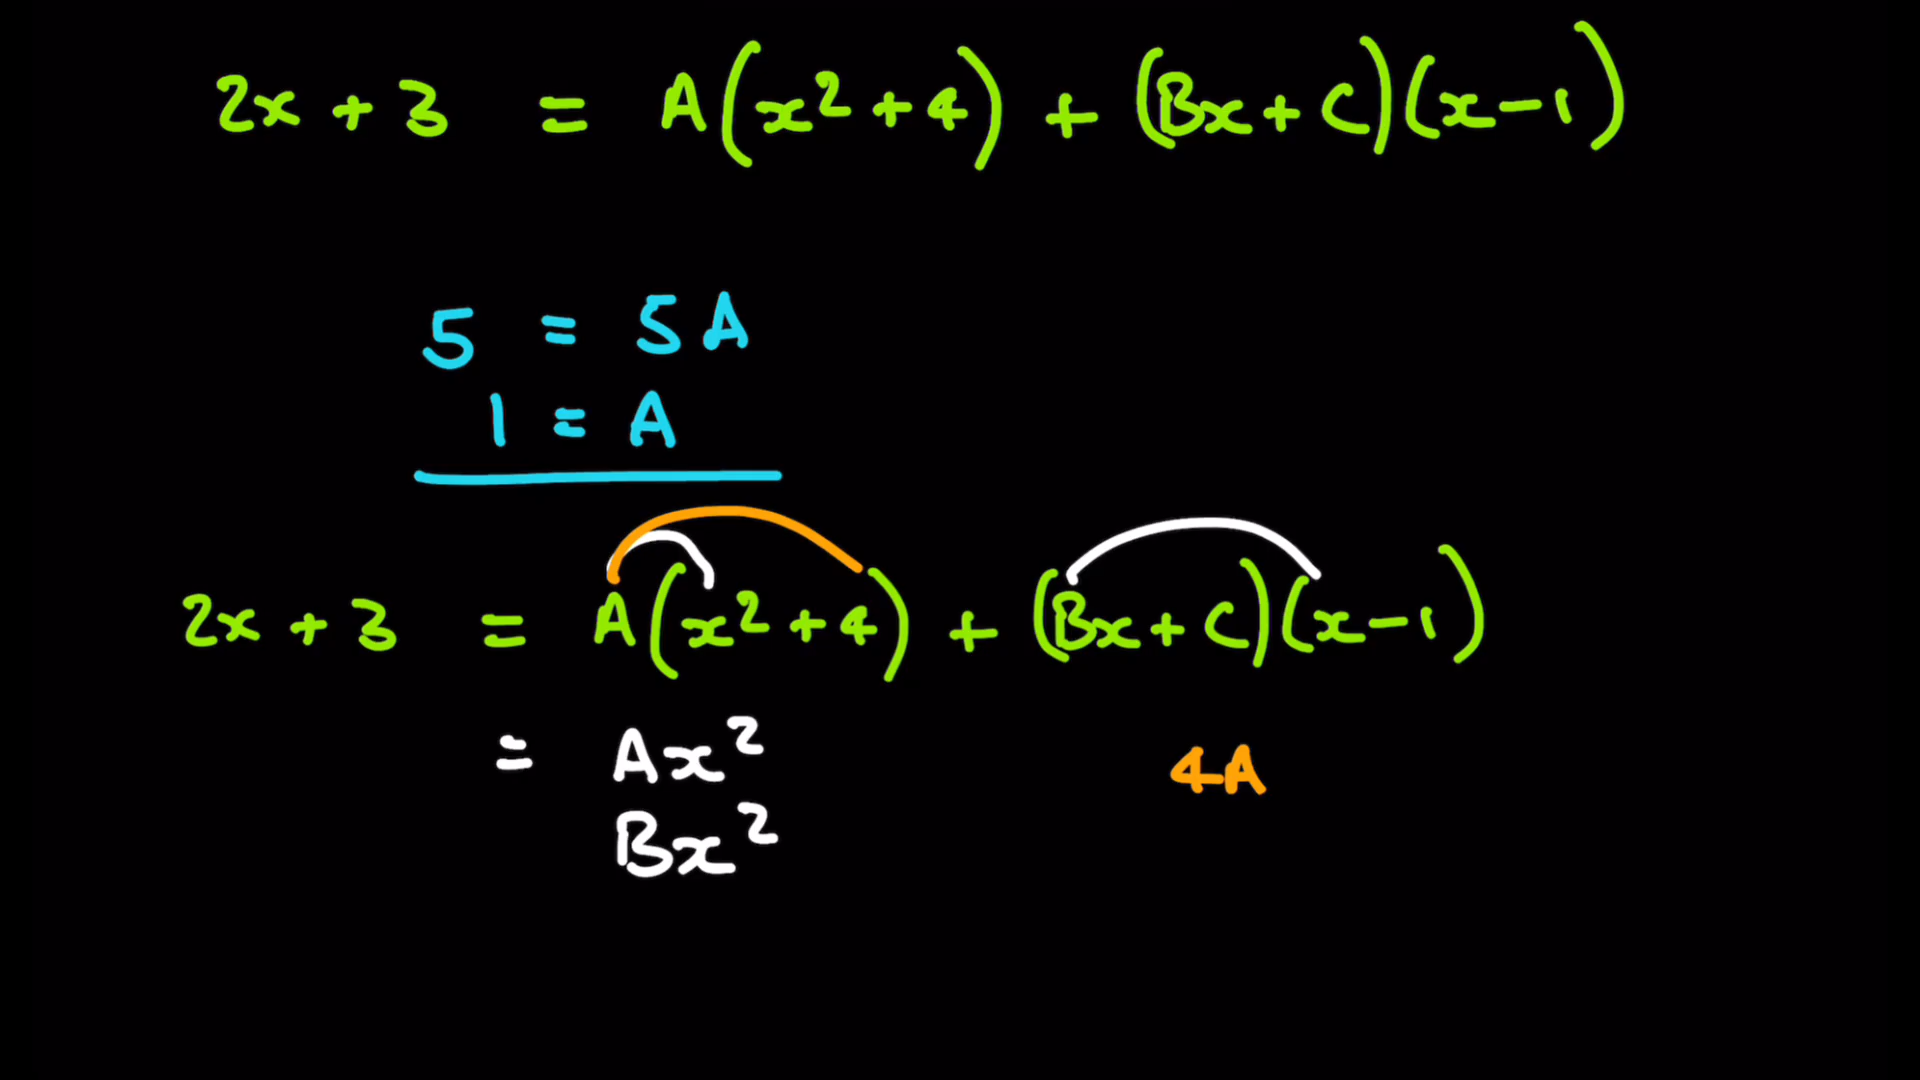 2x + 3 = A(x² + 4) + (Bx + C)(x - 1)
5 = 5A
1 = A
2x + 3 = A(x² + 4) + (Bx + C)(x - 1)
= Ax² 4A
Bx²